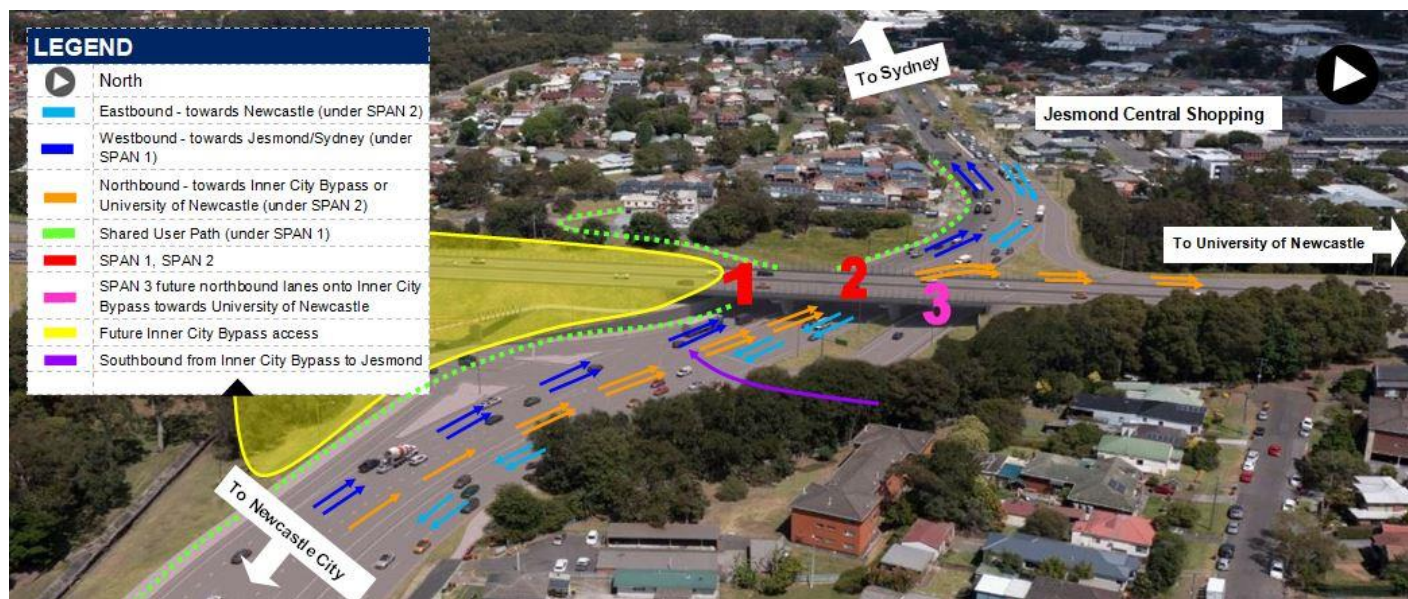 LEGEND
North
Eastbound - towards Newcastle (under SPAN 2)
Westbound - towards Jesmond/Sydney (under
SPAN 1)
Northbound - towards Inner City Bypass or
University of Newcastle (under SPAN 2)
Shared User Path (under SPAN 1)
SPAN 1, SPAN 2
SPAN 3 future northbound lanes onto Inner City
Bypass towards University of Newcastle
Future Inner City Bypass access
Southbound from Inner City Bypass to Jesmond
To Sydney
Jesmond Central Shopping
To University of Newcastle
1
2
3
To Newcastle City